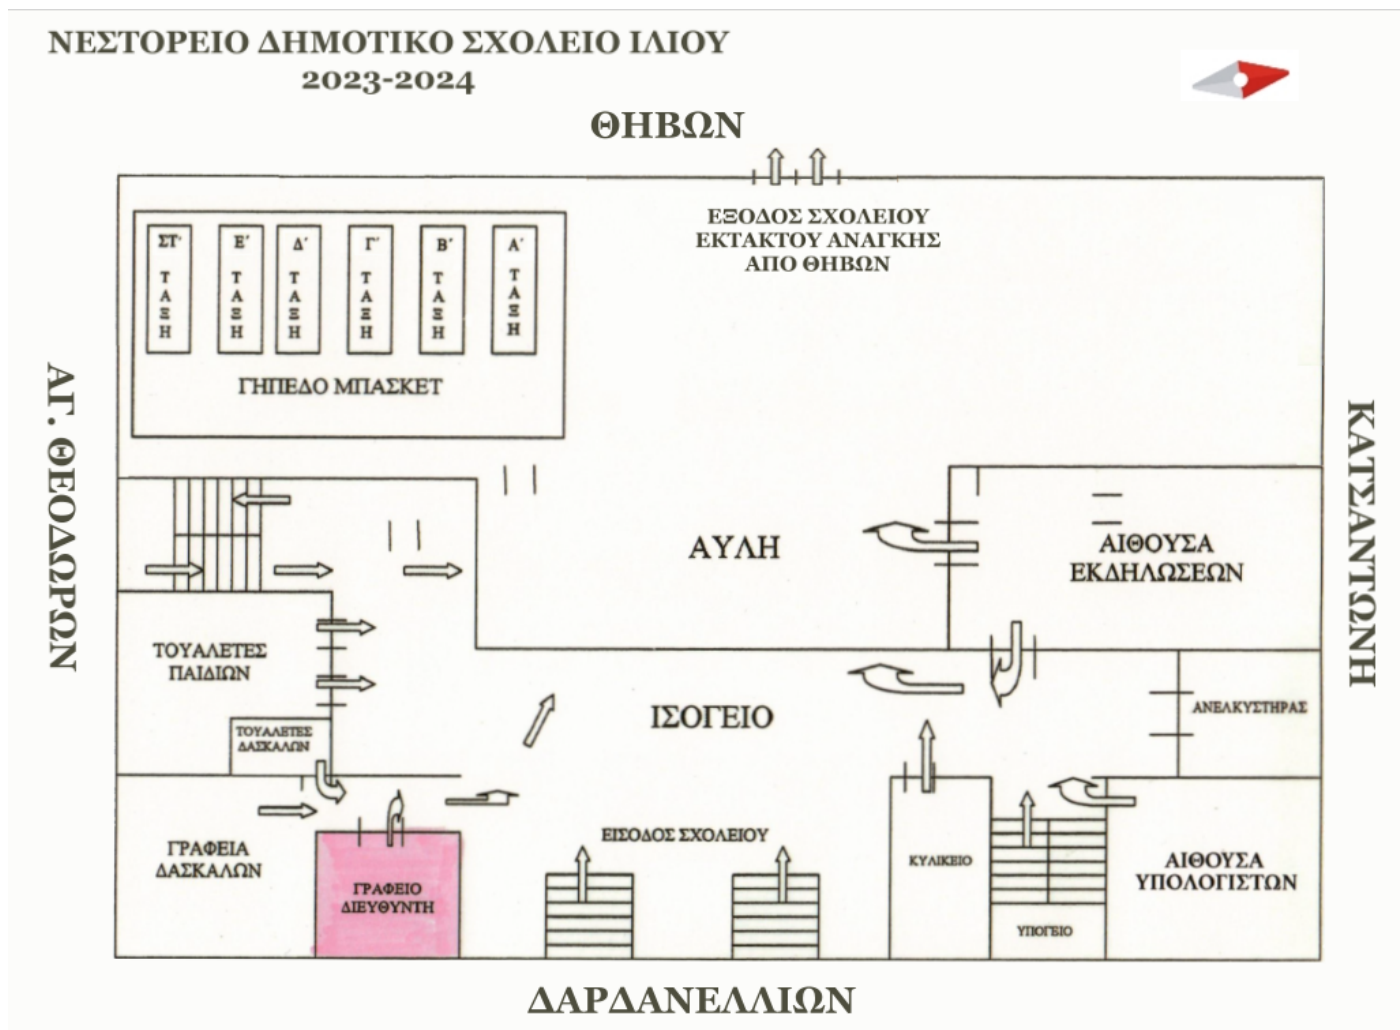 ΝΕΣΤΟΡΕΙΟ ΔΗΜΟΤΙΚΟ ΣΧΟΛΕΙΟ ΙΛΙΟΥ
2023-2024
ΘΗΒΩΝ
ΕΞΟΔΟΣ ΣΧΟΛΕΙΟΥ
ΕΚΤΑΚΤΟΥ ΑΝΑΓΚΗΣ
ΑΠΟ ΘΗΒΩΝ
ΣΤ' ΤΑΞΗ
Ε' ΤΑΞΗ
Δ' ΤΑΞΗ
Γ' ΤΑΞΗ
Β' ΤΑΞΗ
Α' ΤΑΞΗ
ΓΗΠΕΔΟ ΜΠΑΣΚΕΤ
ΑΓ. ΘΕΟΔΩΡΩΝ
ΚΑΤΣΑΝΤΩΝΗ
ΑΥΛΗ
ΑΙΘΟΥΣΑ
ΕΚΔΗΛΩΣΕΩΝ
ΤΟΥΑΛΕΤΕΣ
ΠΑΙΔΙΩΝ
ΤΟΥΑΛΕΤΕΣ
ΔΑΣΚΑΛΩΝ
ΙΣΟΓΕΙΟ
ΑΝΕΛΚΥΣΤΗΡΑΣ
ΓΡΑΦΕΙΑ
ΔΑΣΚΑΛΩΝ
ΓΡΑΦΕΙΟ
ΔΙΕΥΘΥΝΤΗ
ΕΙΣΟΔΟΣ ΣΧΟΛΕΙΟΥ
ΚΥΛΙΚΕΙΟ
ΥΠΟΓΕΙΟ
ΑΙΘΟΥΣΑ
ΥΠΟΛΟΓΙΣΤΩΝ
ΔΑΡΔΑΝΕΛΛΙΩΝ